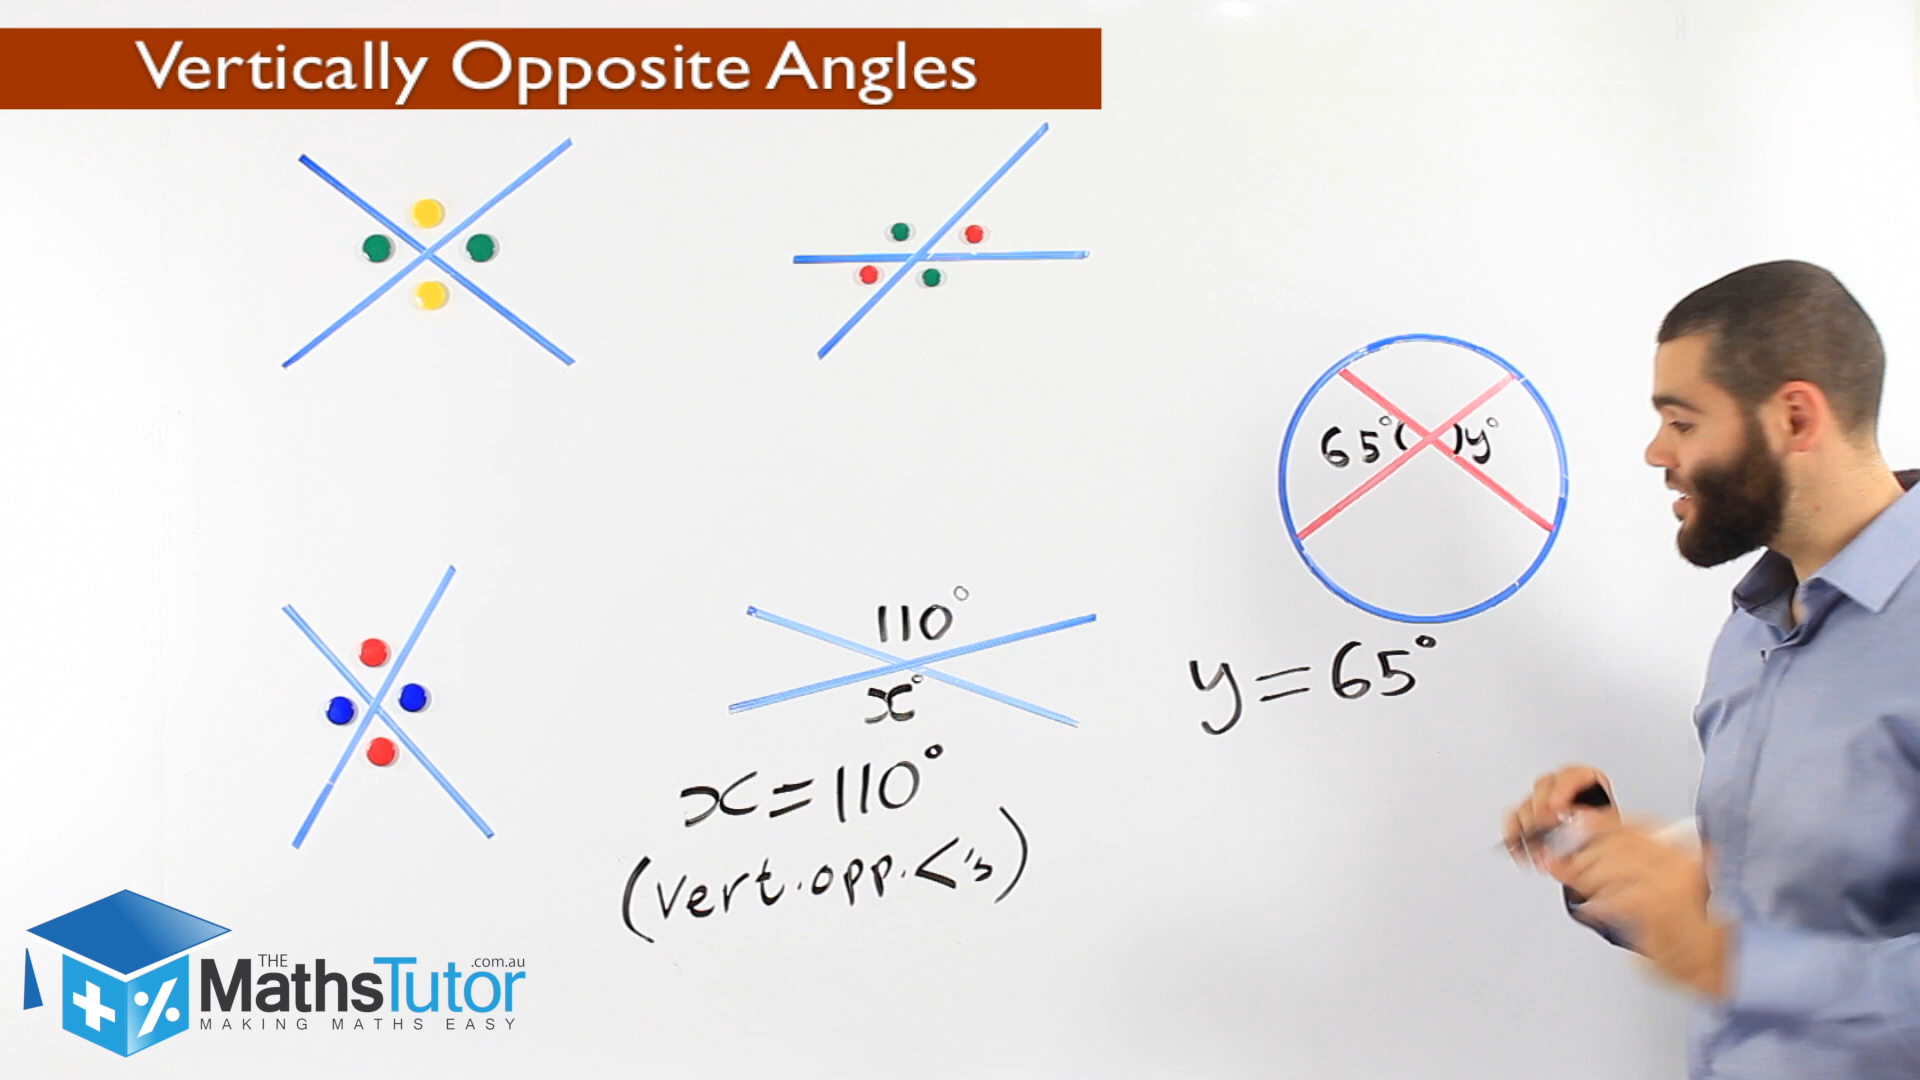 Vertically Opposite Angles
65° y°
110°
x°
x = 110°
(vert. opp. <'s)
y = 65°
THE
MathsTutor
.com.au
MAKING MATHS EASY